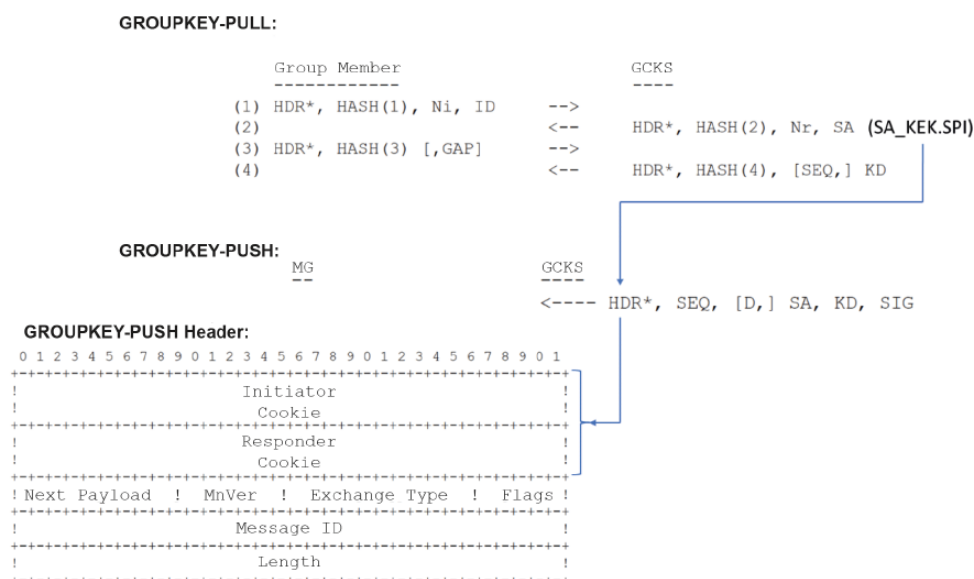 GROUPKEY-PULL:
Group Member GCKS
------------ ----
(1) HDR*, HASH(1), Ni, ID -->
(2) <-- HDR*, HASH(2), Nr, SA (SA_KEK.SPI)
(3) HDR*, HASH(3) [,GAP] -->
(4) <-- HDR*, HASH(4), [SEQ,] KD
GROUPKEY-PUSH:
MG GCKS
-- ----
<---- HDR*, SEQ, [D,] SA, KD, SIG
GROUPKEY-PUSH Header:
0 1 2 3 4 5 6 7 8 9 0 1 2 3 4 5 6 7 8 9 0 1 2 3 4 5 6 7 8 9 0 1
+-+-+-+-+-+-+-+-+-+-+-+-+-+-+-+-+-+-+-+-+-+-+-+-+-+-+-+-+-+-+-+-+
! Initiator !
! Cookie !
+-+-+-+-+-+-+-+-+-+-+-+-+-+-+-+-+-+-+-+-+-+-+-+-+-+-+-+-+-+-+-+-+
! Responder !
! Cookie !
+-+-+-+-+-+-+-+-+-+-+-+-+-+-+-+-+-+-+-+-+-+-+-+-+-+-+-+-+-+-+-+-+
! Next Payload ! MnVer ! Exchange Type ! Flags !
+-+-+-+-+-+-+-+-+-+-+-+-+-+-+-+-+-+-+-+-+-+-+-+-+-+-+-+-+-+-+-+-+
! Message ID !
+-+-+-+-+-+-+-+-+-+-+-+-+-+-+-+-+-+-+-+-+-+-+-+-+-+-+-+-+-+-+-+-+
! Length !
+-+-+-+-+-+-+-+-+-+-+-+-+-+-+-+-+-+-+-+-+-+-+-+-+-+-+-+-+-+-+-+-+